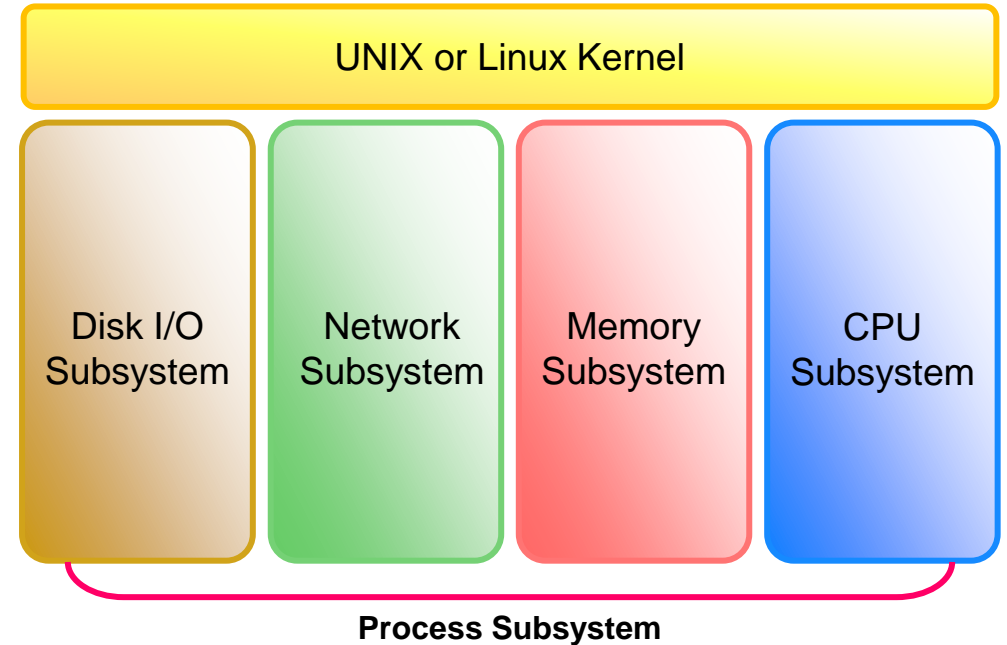 UNIX or Linux Kernel
Disk I/O
Subsystem
Network
Subsystem
Memory
Subsystem
CPU
Subsystem
Process Subsystem